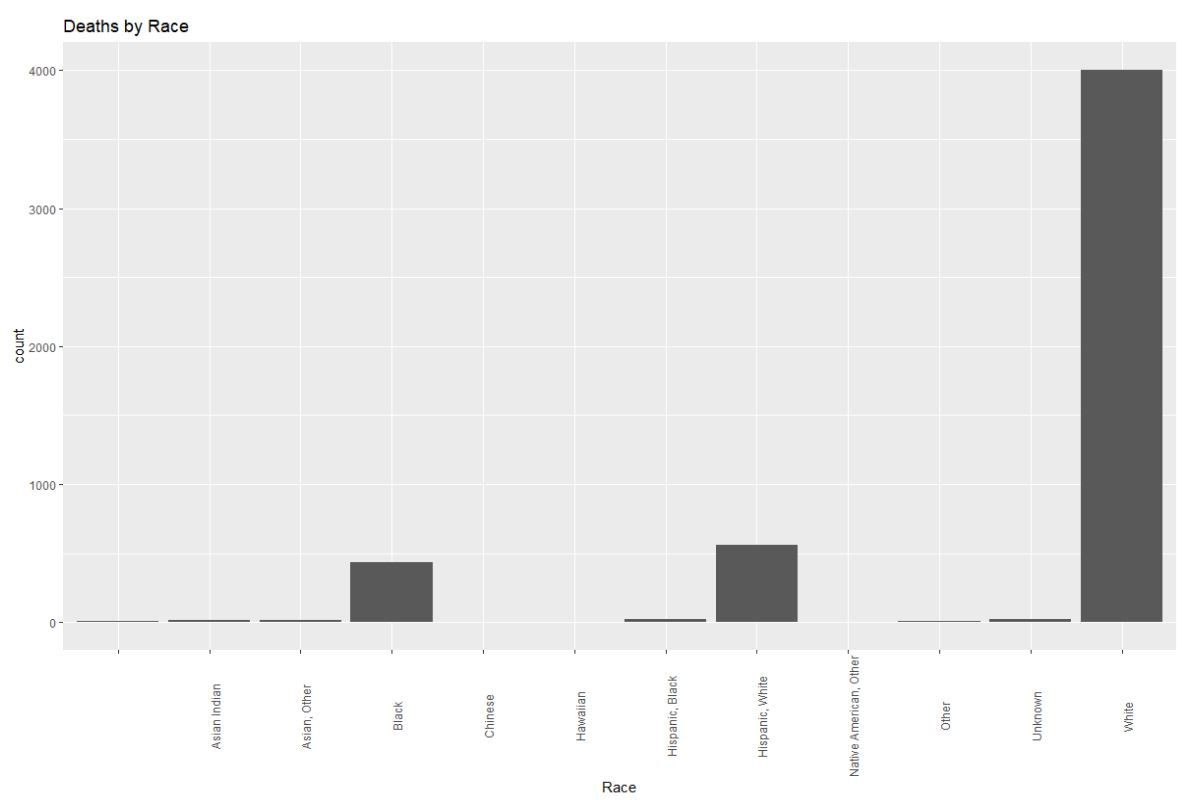 Deaths by Race
4000
3000
2000
1000
0
count
Asian Indian
Asian, Other
Black
Chinese
Hawaiian
Hispanic, Black
Hispanic, White
Native American, Other
Other
Unknown
White
Race